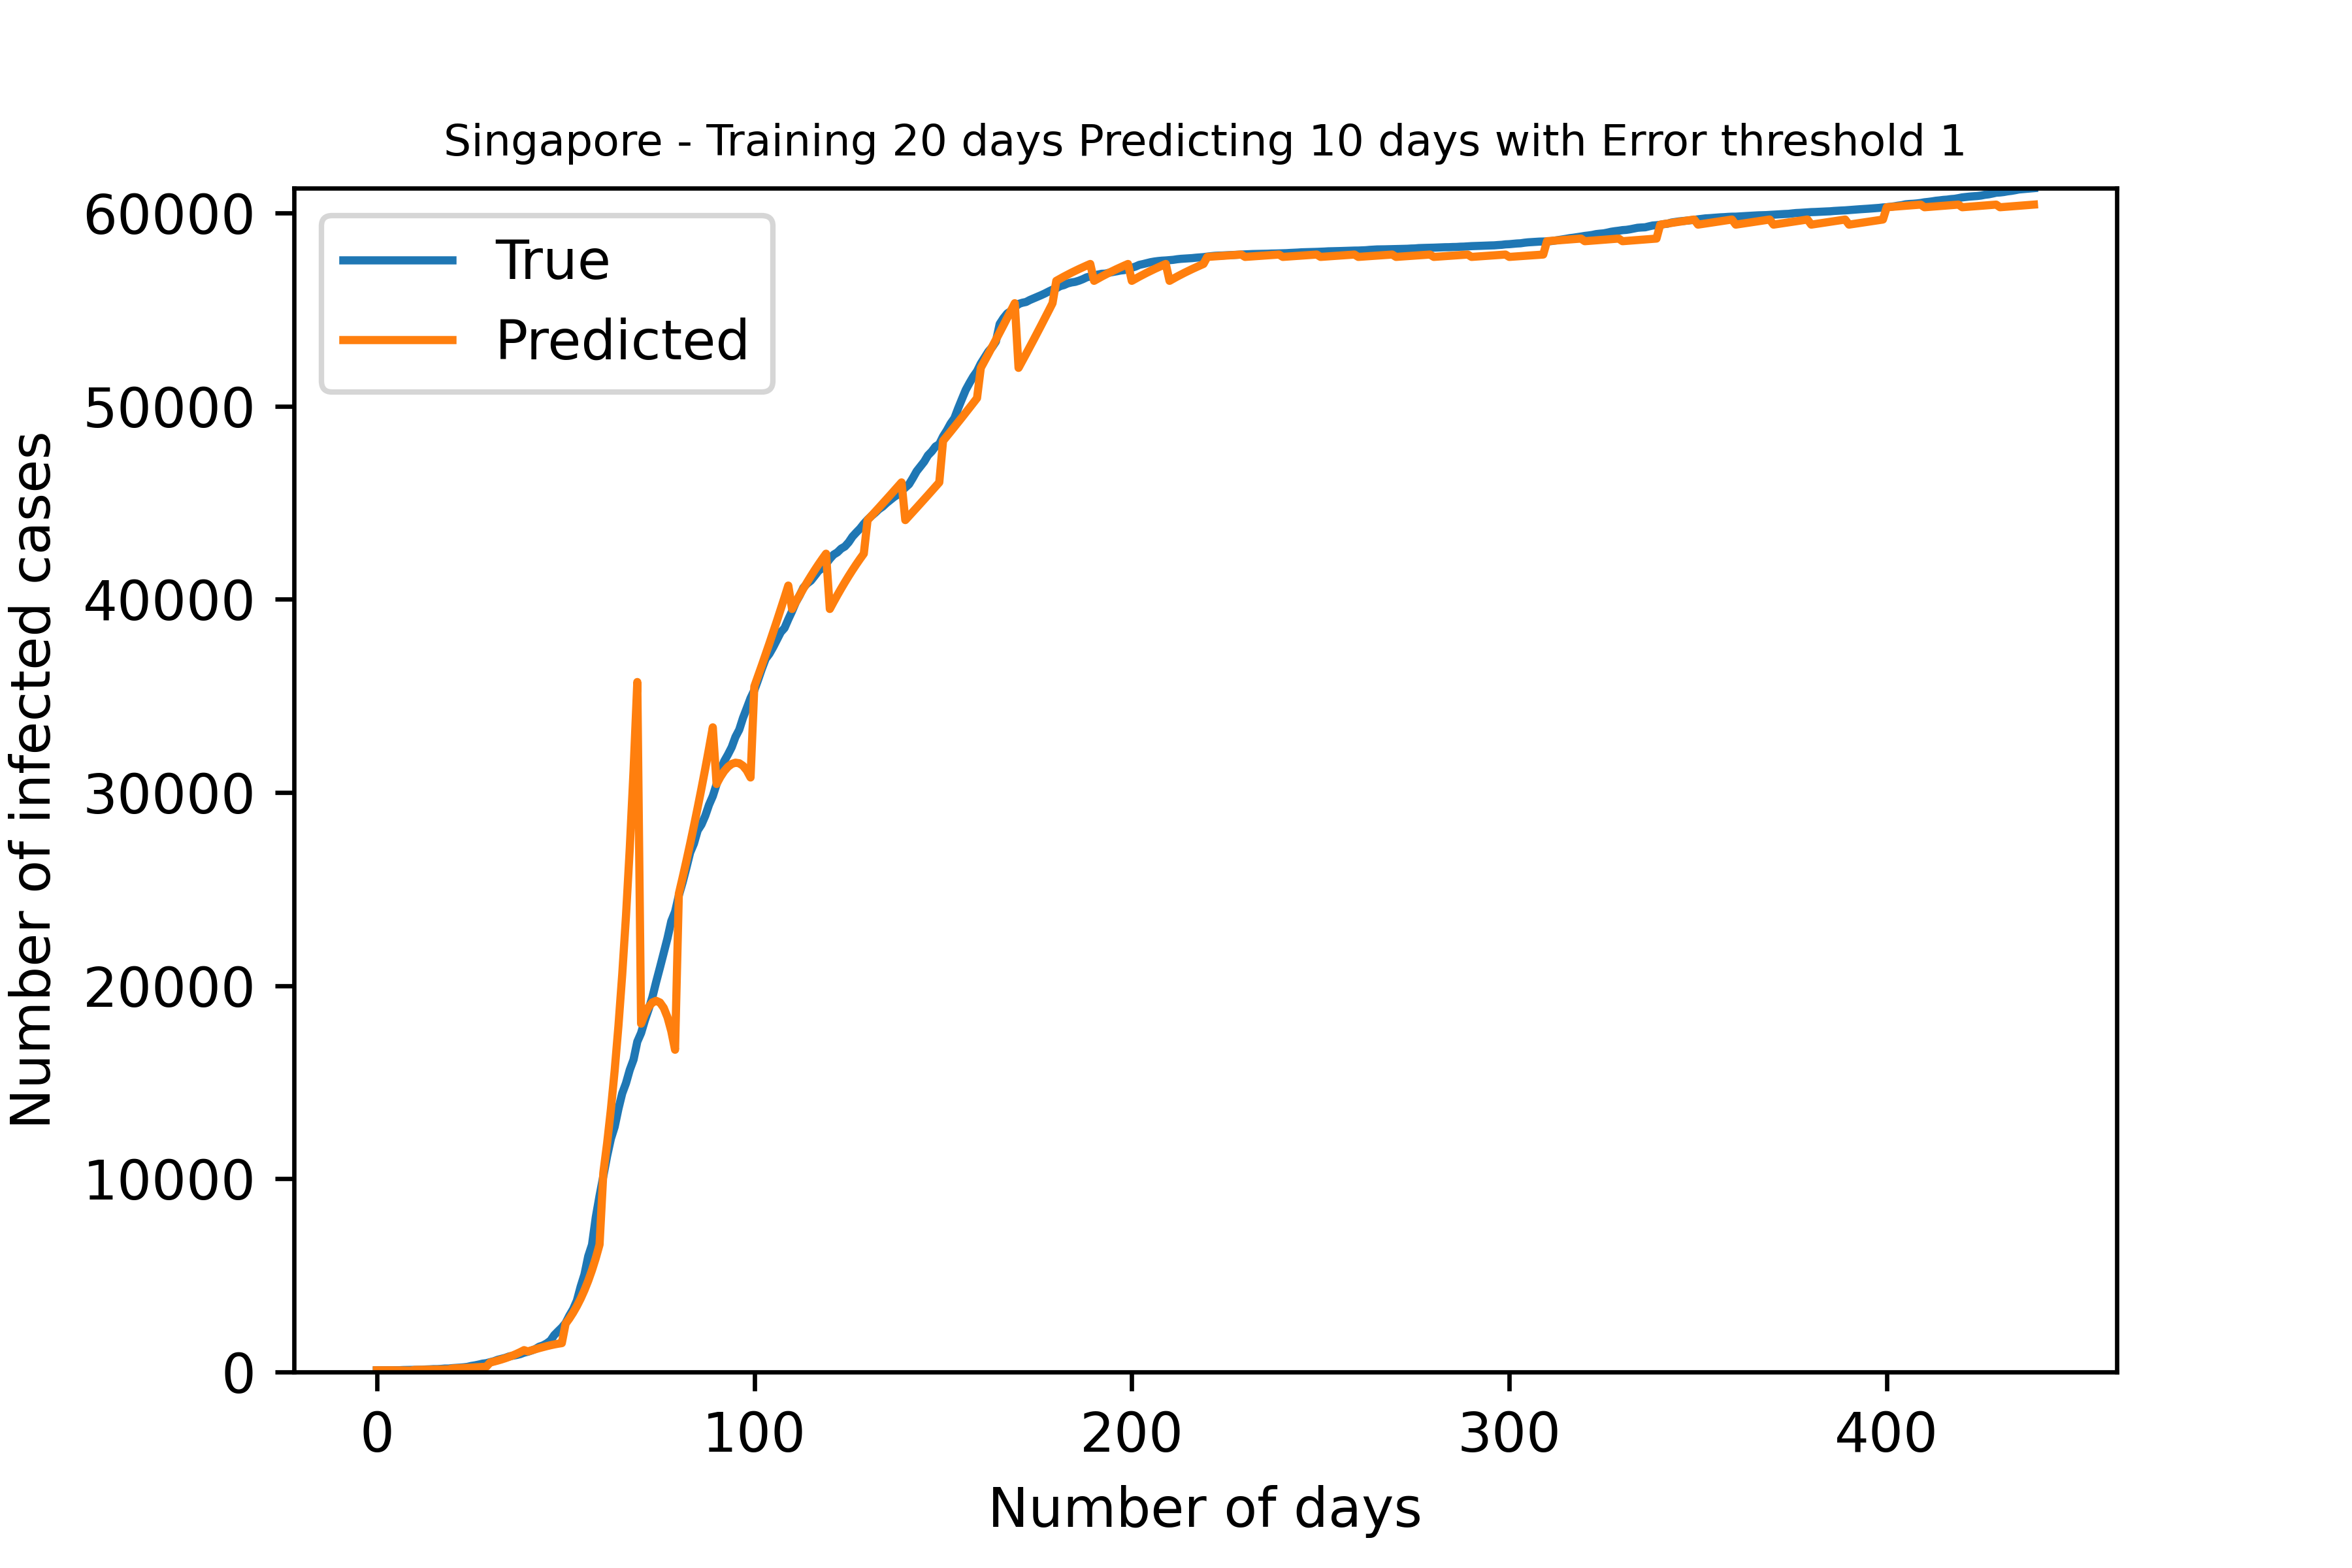 Singapore - Training 20 days Predicting 10 days with Error threshold 1
True
Predicted
Number of infected cases
60000
50000
40000
30000
20000
10000
0
0 100 200 300 400
Number of days